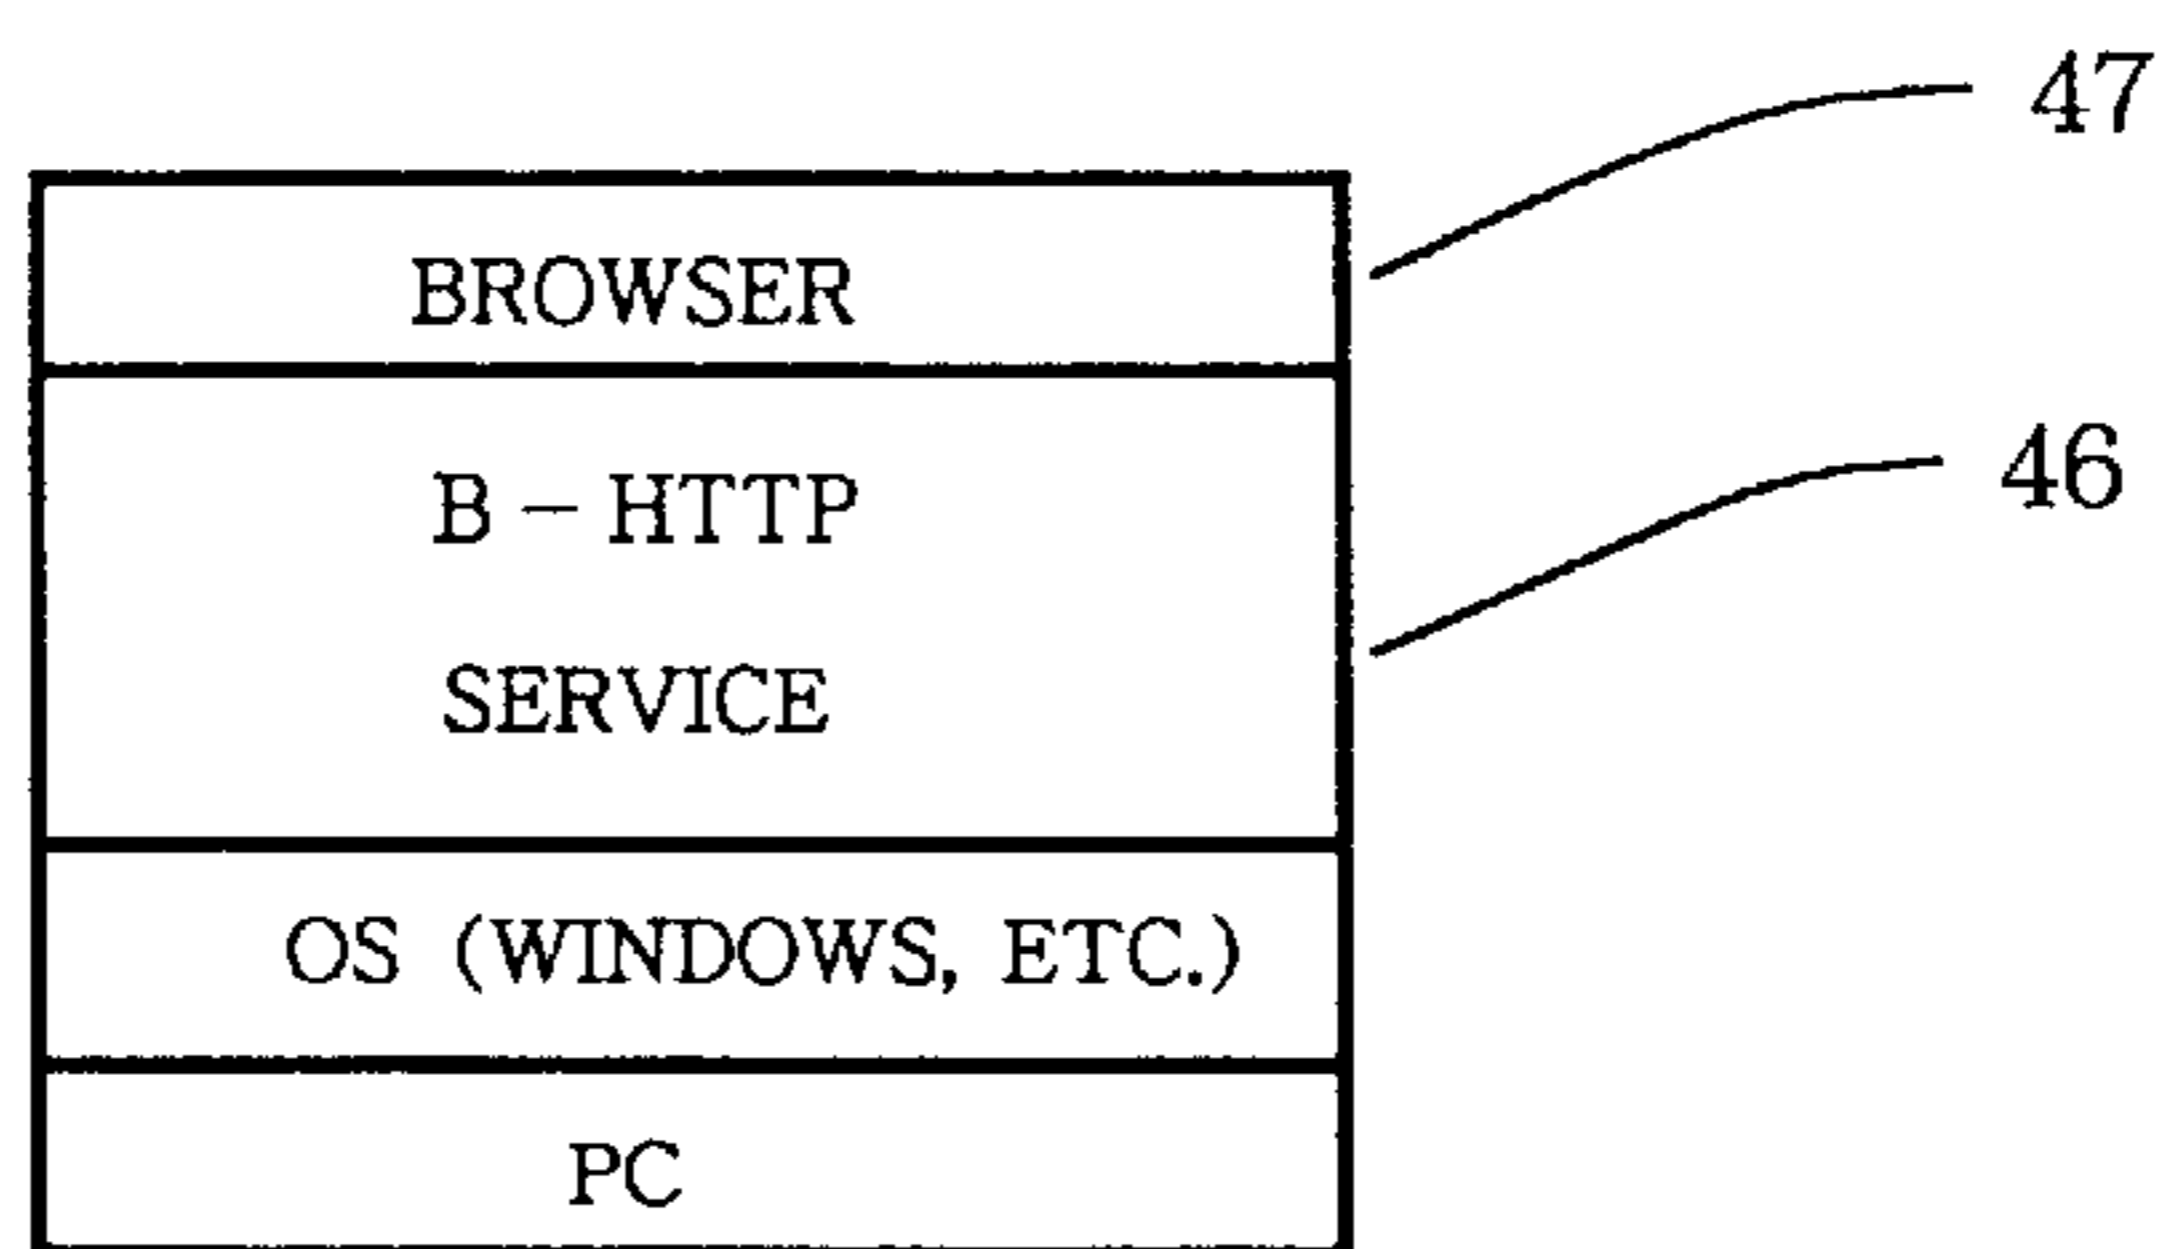 47
BROWSER
46
B-HTTP
SERVICE
OS (WINDOWS, ETC.)
PC